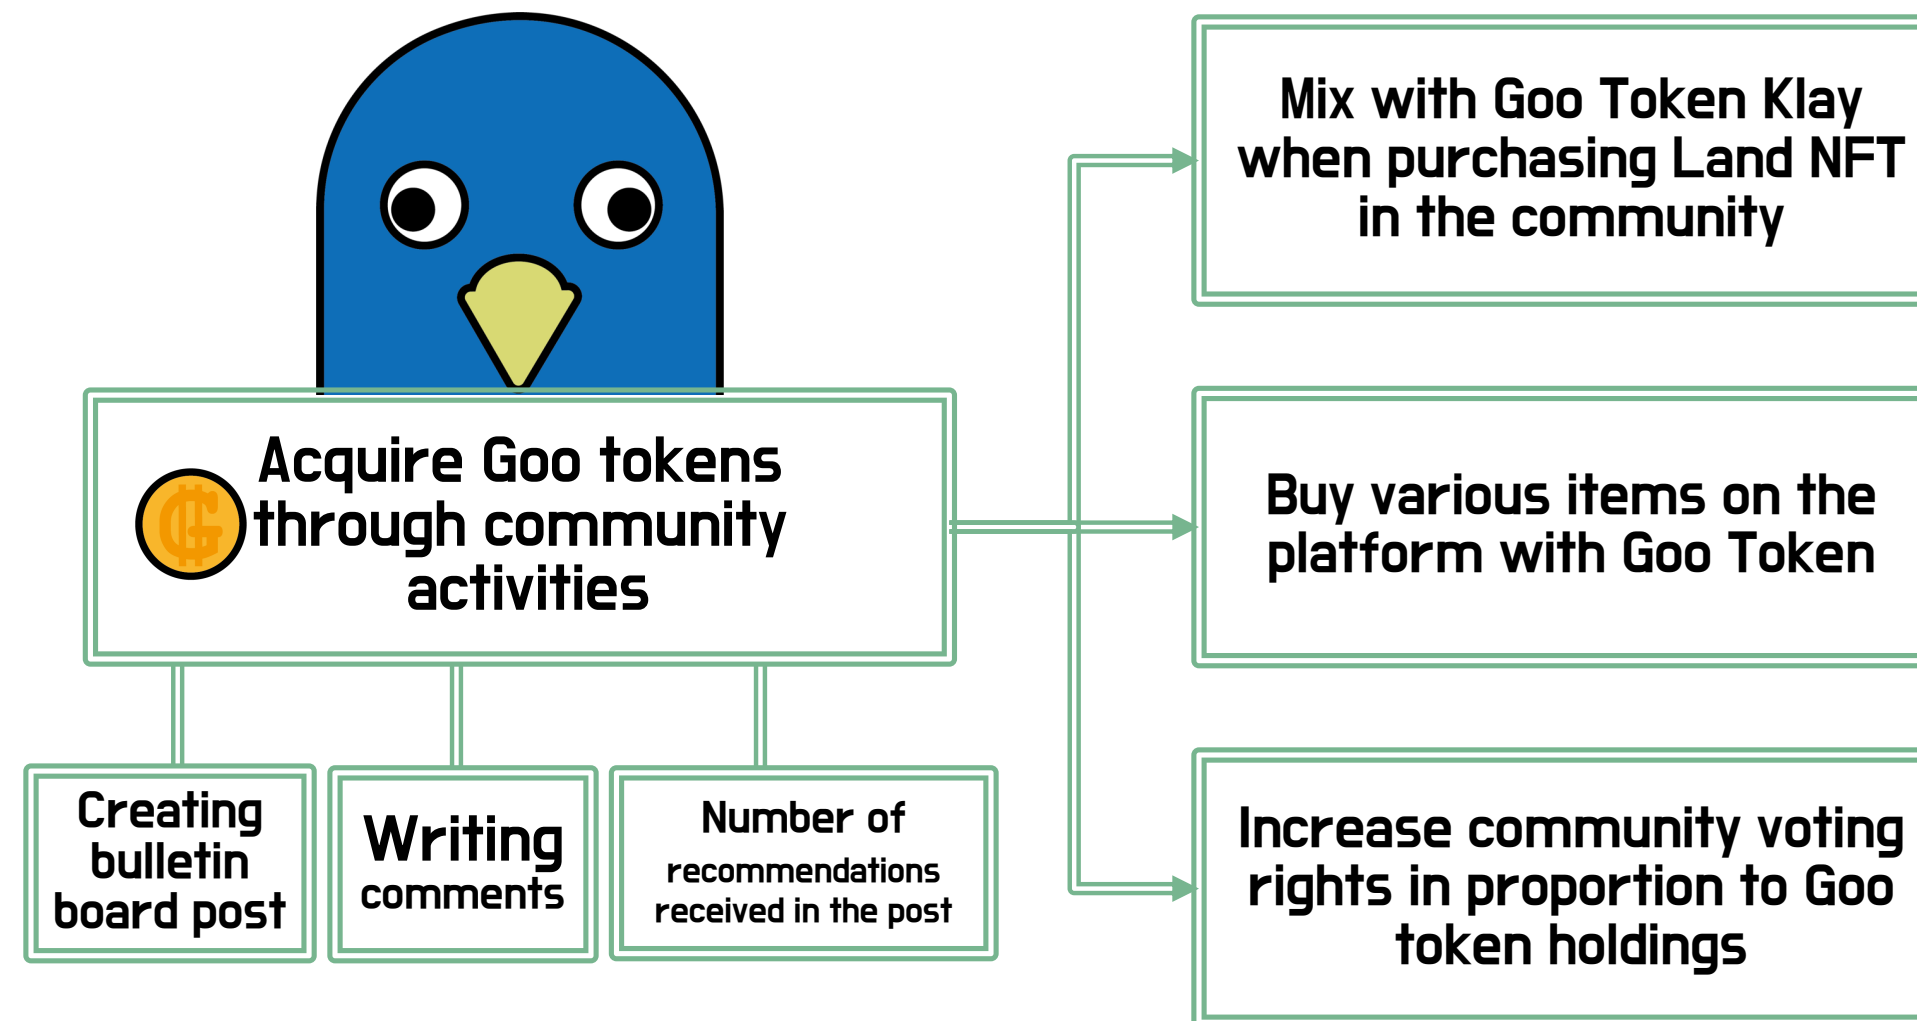 Mix with Goo Token Klay
when purchasing Land NFT
in the community
Acquire Goo tokens
through community
activities
Buy various items on the
platform with Goo Token
Creating
bulletin
board post
Writing
comments
Number of
recommendations
received in the post
Increase community voting
rights in proportion to Goo
token holdings